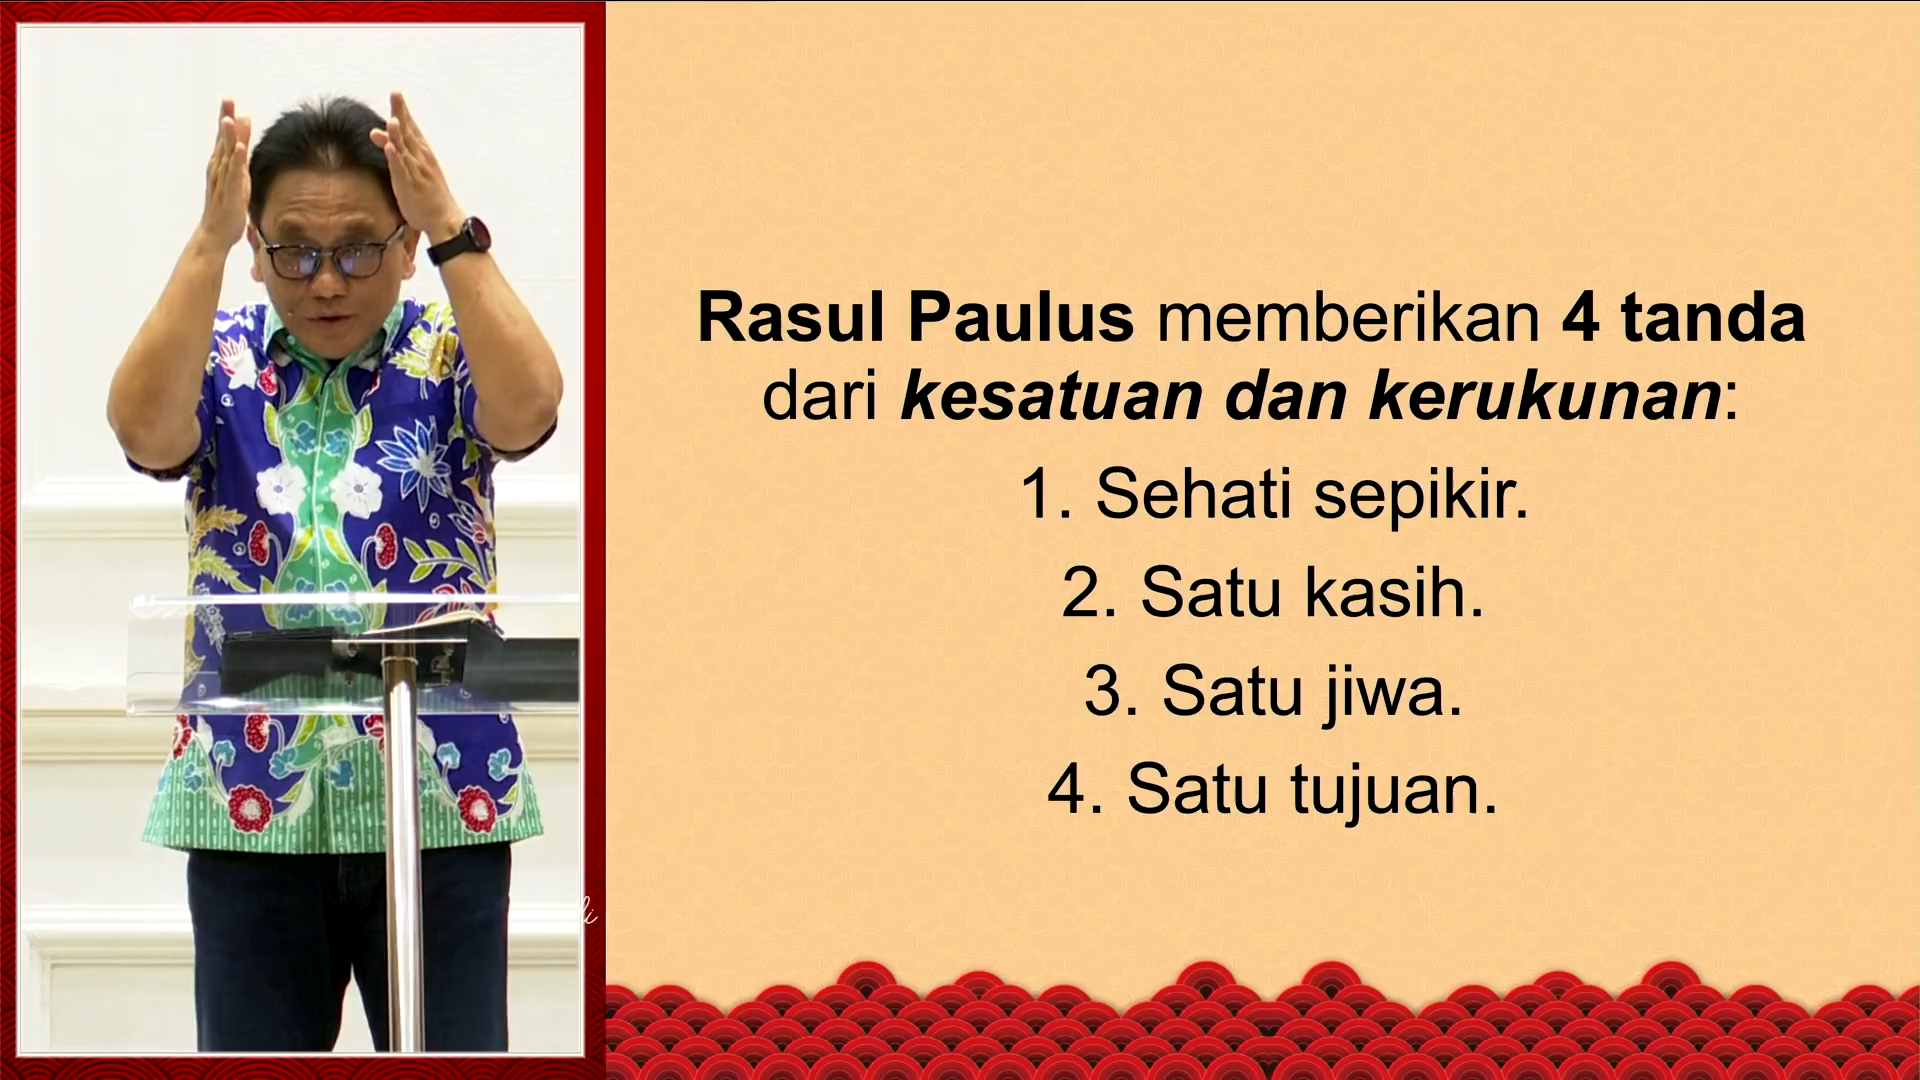 Rasul Paulus memberikan 4 tanda
dari kesatuan dan kerukunan:
1. Sehati sepikir.
2. Satu kasih.
3. Satu jiwa.
4. Satu tujuan.